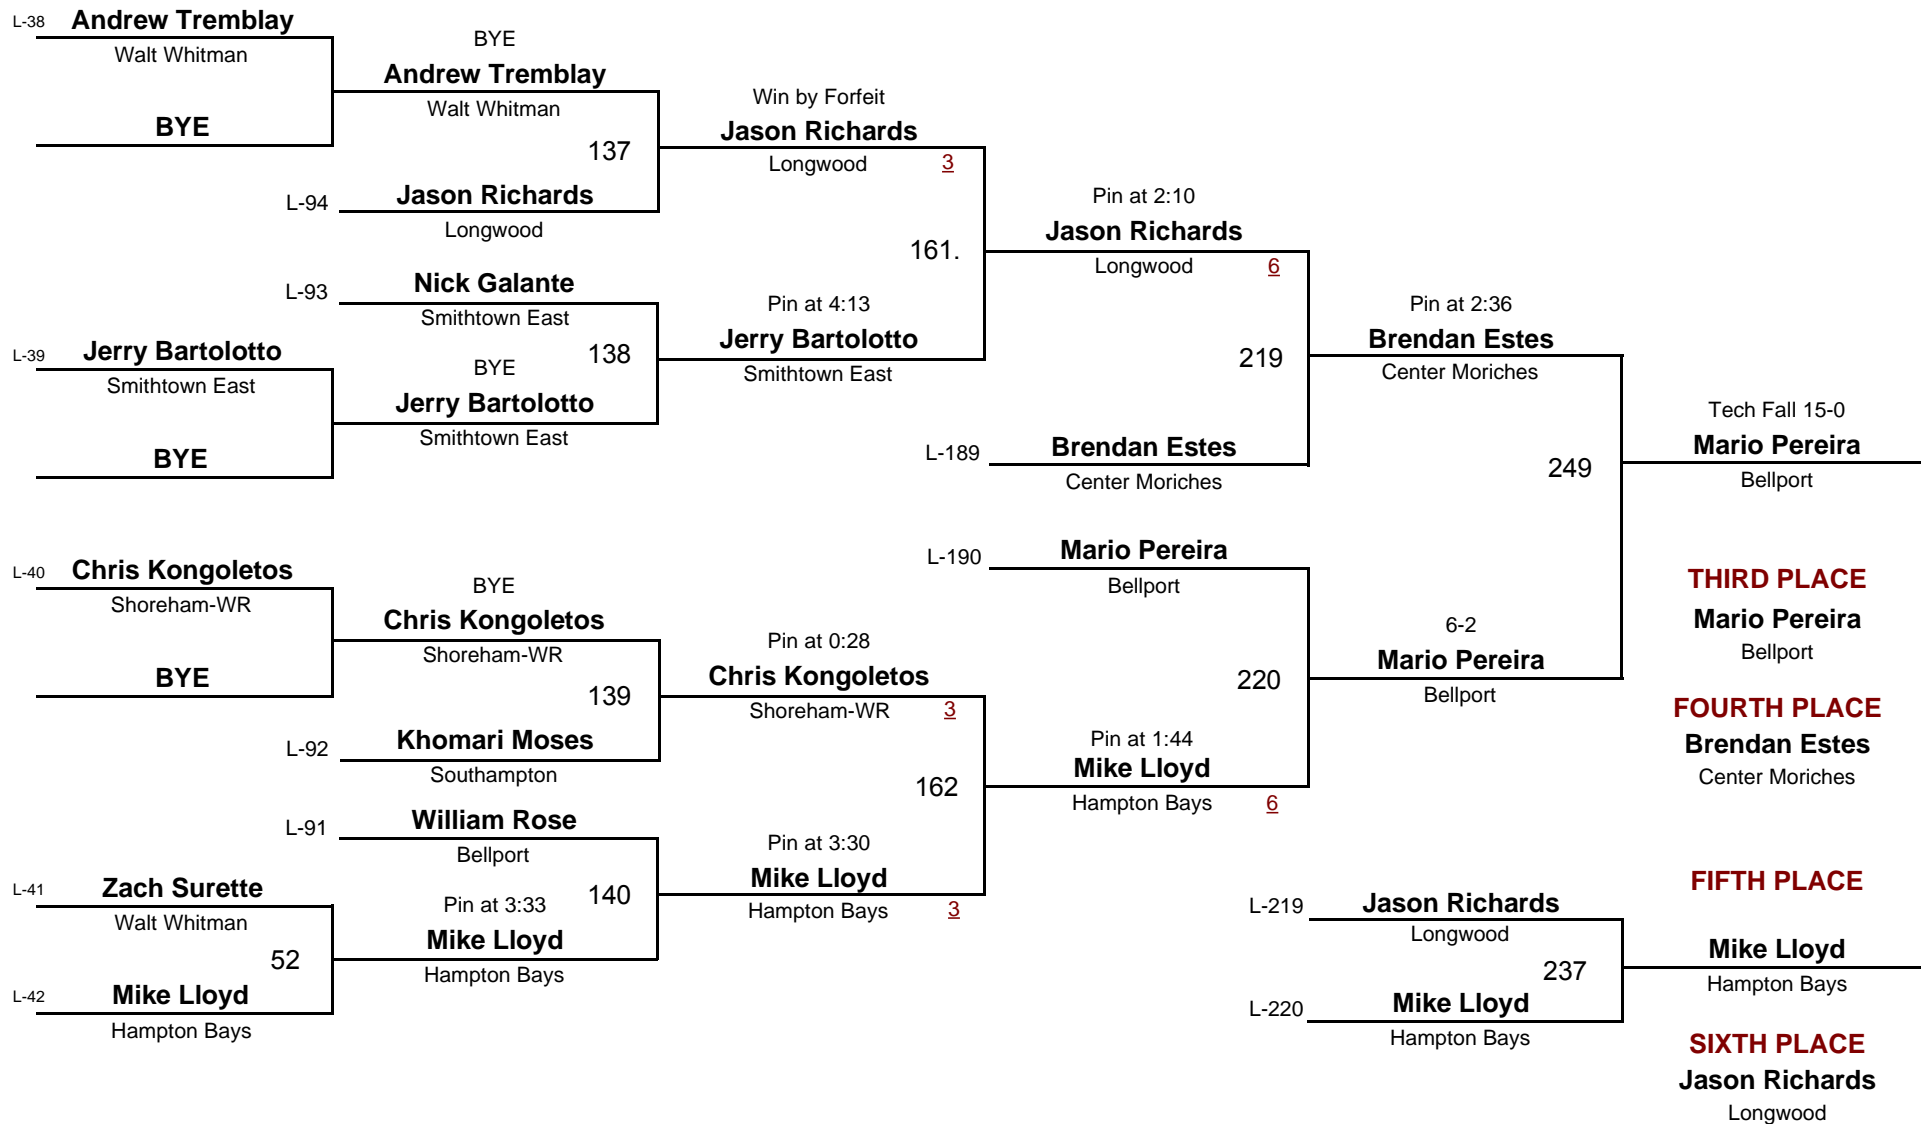 L-38 Andrew Tremblay
Walt Whitman
BYE
BYE
Andrew Tremblay
Walt Whitman
137
L-94 Jason Richards
Longwood
Win by Forfeit
Jason Richards
Longwood 3
L-93 Nick Galante
Smithtown East
L-39 Jerry Bartolotto
Smithtown East
BYE
138
BYE
Jerry Bartolotto
Smithtown East
Pin at 4:13
Jerry Bartolotto
Smithtown East
161.
Pin at 2:10
Jason Richards
Longwood 6
219
L-189 Brendan Estes
Center Moriches
Pin at 2:36
Brendan Estes
Center Moriches
249
Tech Fall 15-0
Mario Pereira
Bellport
L-40 Chris Kongoletos
Shoreham-WR
BYE
BYE
Chris Kongoletos
Shoreham-WR
139
L-92 Khomari Moses
Southampton
Pin at 0:28
Chris Kongoletos
Shoreham-WR 3
L-91 William Rose
Bellport
L-41 Zach Surette
Walt Whitman
52
L-42 Mike Lloyd
Hampton Bays
Pin at 3:33
Mike Lloyd
Hampton Bays
140
Pin at 3:30
Mike Lloyd
Hampton Bays 3
162
L-190 Mario Pereira
Bellport
220
Pin at 1:44
Mike Lloyd
Hampton Bays 6
6-2
Mario Pereira
Bellport
THIRD PLACE
Mario Pereira
Bellport
FOURTH PLACE
Brendan Estes
Center Moriches
L-219 Jason Richards
Longwood
237
L-220 Mike Lloyd
Hampton Bays
FIFTH PLACE
Mike Lloyd
Hampton Bays
SIXTH PLACE
Jason Richards
Longwood